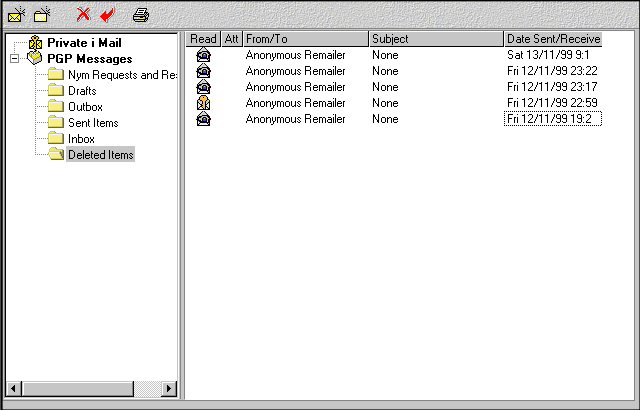 Private i Mail
PGP Messages
Nym Requests and Re
Drafts
Outbox
Sent Items
Inbox
Deleted Items
Read Att From/To Subject Date Sent/Receive
Anonymous Remailer None Sat 13/11/99 9:1
Anonymous Remailer None Fri 12/11/99 23:22
Anonymous Remailer None Fri 12/11/99 23:17
Anonymous Remailer None Fri 12/11/99 22:59
Anonymous Remailer None Fri 12/11/99 19:2